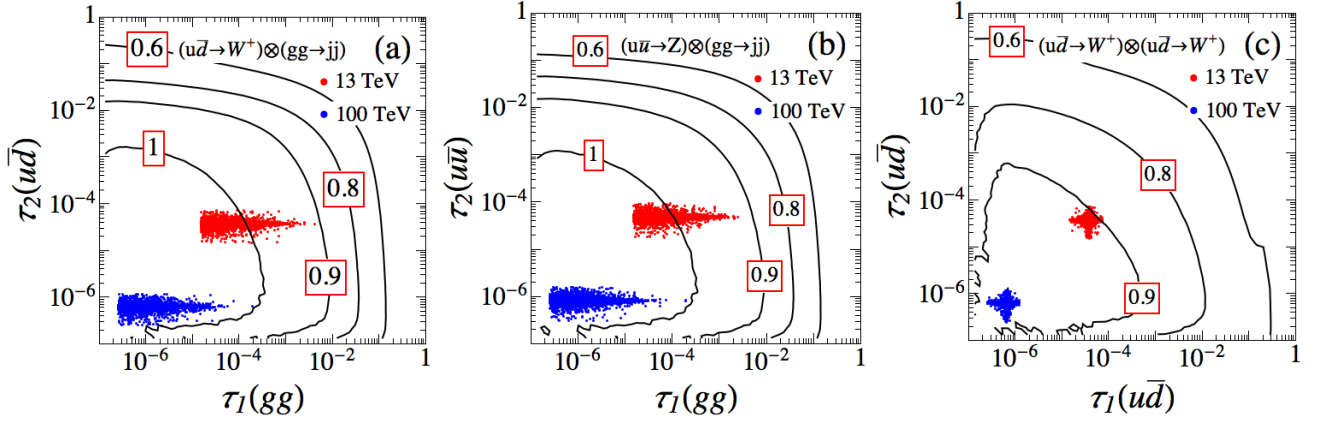 (ud̅→W⁺)⊗(gg→jj) (a)
13 TeV
100 TeV
0.6
1
0.8
0.9
1
10⁻²
10⁻⁴
10⁻⁶
τ₂(ud̅)
10⁻⁶ 10⁻⁴ 10⁻² 1
τ₁(gg)
(uu̅→Z)⊗(gg→jj) (b)
13 TeV
100 TeV
0.6
1
0.8
0.9
1
10⁻²
10⁻⁴
10⁻⁶
τ₂(uu̅)
10⁻⁶ 10⁻⁴ 10⁻² 1
τ₁(gg)
(ud̅→W⁺)⊗(ud̅→W⁺) (c)
13 TeV
100 TeV
0.6
0.8
0.9
1
10⁻²
10⁻⁴
10⁻⁶
τ₂(ud̅)
10⁻⁶ 10⁻⁴ 10⁻² 1
τ₁(ud̅)